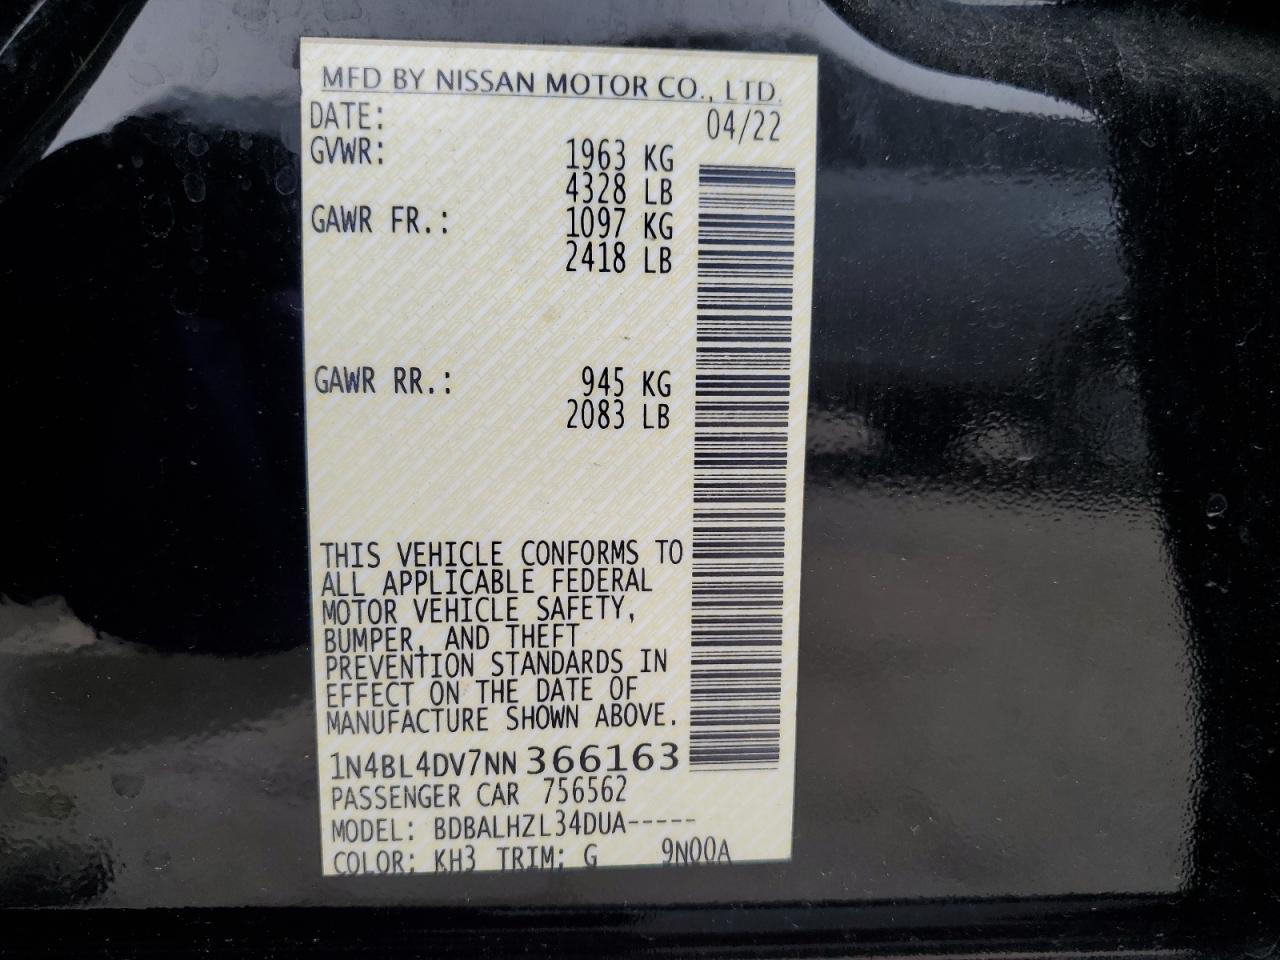 MFD BY NISSAN MOTOR CO., LTD.
DATE: 04/22
GVWR: 1963 KG
4328 LB
GAWR FR.: 1097 KG
2418 LB
GAWR RR.: 945 KG
2083 LB
THIS VEHICLE CONFORMS TO
ALL APPLICABLE FEDERAL
MOTOR VEHICLE SAFETY,
BUMPER, AND THEFT
PREVENTION STANDARDS IN
EFFECT ON THE DATE OF
MANUFACTURE SHOWN ABOVE.
1N4BL4DV7NN366163
PASSENGER CAR 756562
MODEL: BDBALHZL34DUA-----
COLOR; KH3 TRIM; G 9N00A